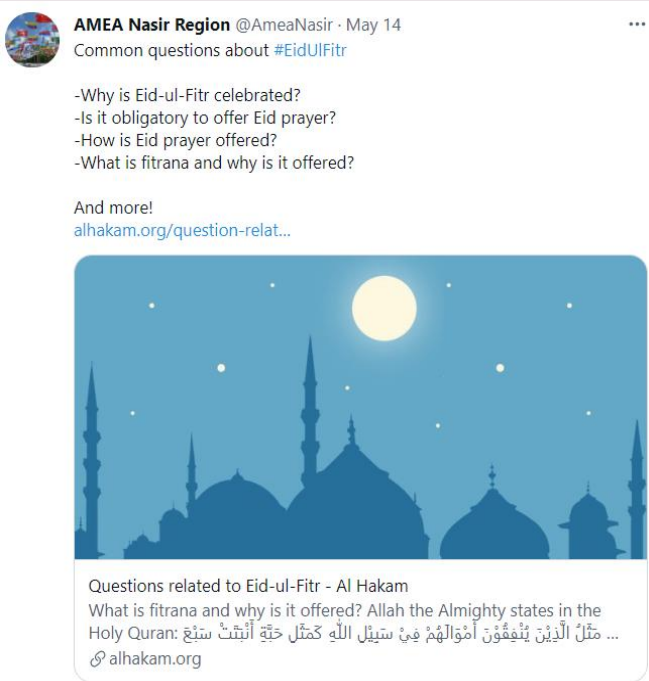 AMEA Nasir Region @AmeaNasir · May 14
Common questions about #EidUlFitr
-Why is Eid-ul-Fitr celebrated?
-Is it obligatory to offer Eid prayer?
-How is Eid prayer offered?
-What is fitrana and why is it offered?
And more!
alhakam.org/question-relat...
Questions related to Eid-ul-Fitr - Al Hakam
What is fitrana and why is it offered? Allah the Almighty states in the
Holy Quran: مَثَلُ الَّذِيۡنَ يُنۡفِقُوۡنَ اَمۡوَالَهُمۡ فِيۡ سَبِيۡلِ اللّٰهِ كَمَثَلِ حَبَّةٍ اَنۡۢبَتَتۡ سَبۡعَ ...
alhakam.org